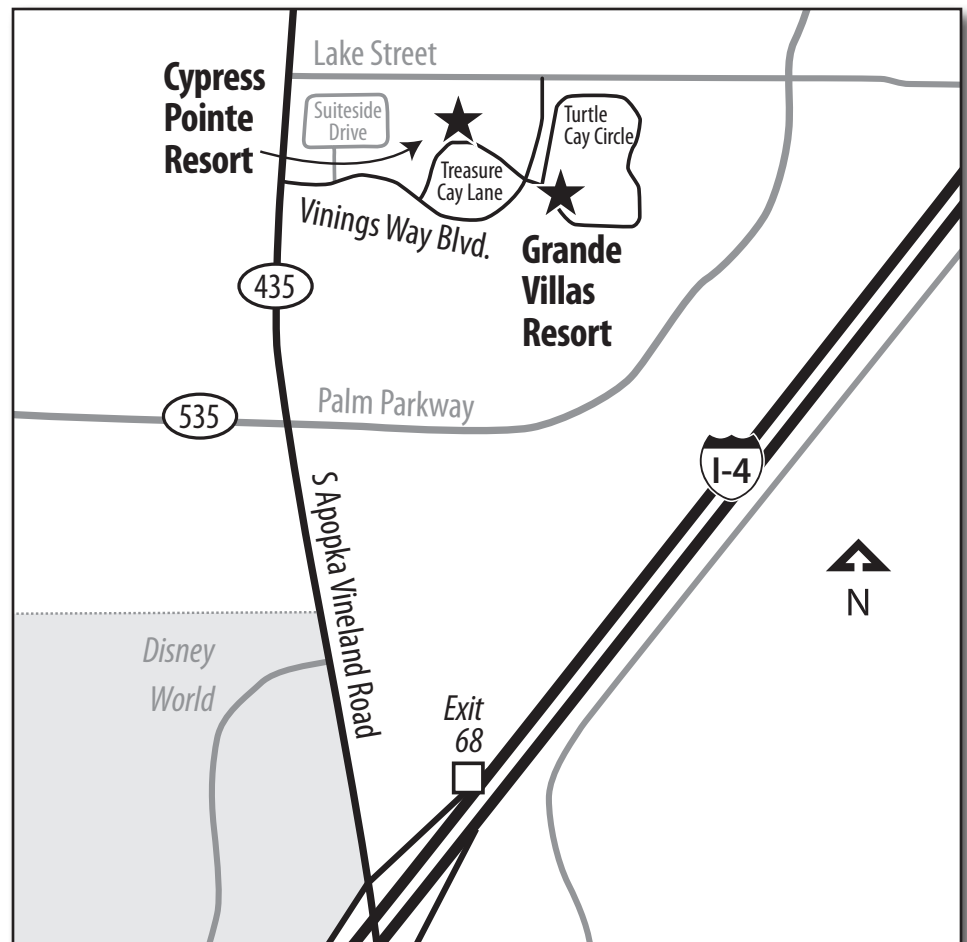 Lake Street
Cypress
Pointe
Resort
Suiteside
Drive
Turtle
Cay Circle
Treasure
Cay Lane
Vinings Way Blvd.
Grande
Villas
Resort
435
535
Palm Parkway
I-4
S Apopka Vineland Road
N
Disney
World
Exit
68